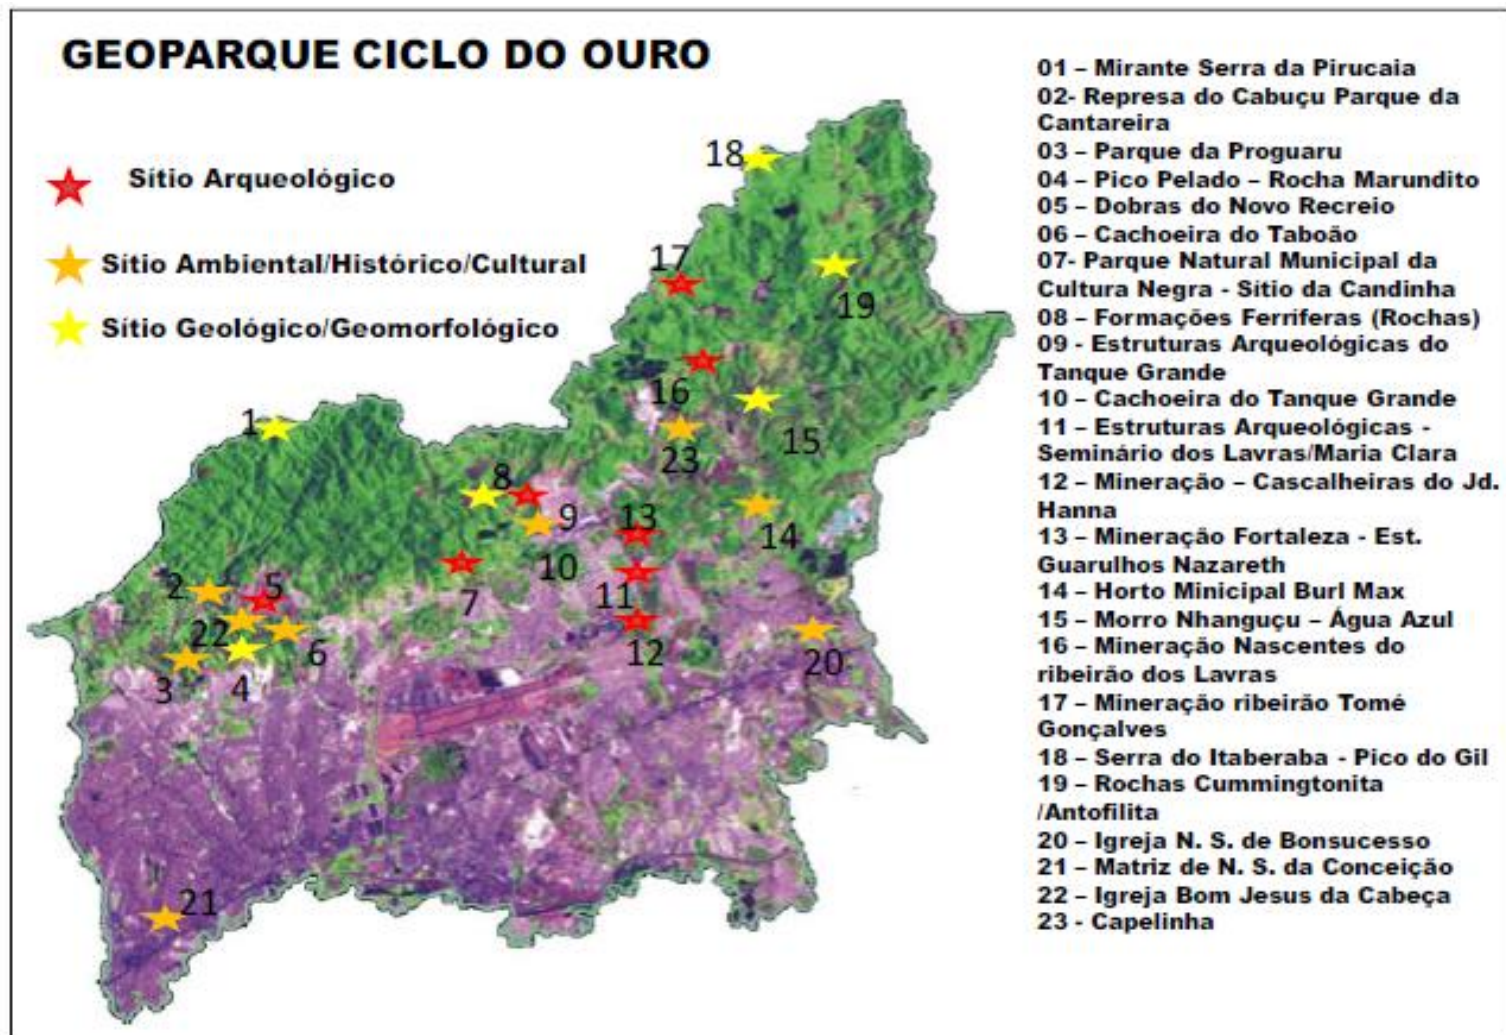 GEOPARQUE CICLO DO OURO
Sítio Arqueológico
Sítio Ambiental/Histórico/Cultural
Sítio Geológico/Geomorfológico
18
17
19
16
1
15
23
8
9
13
14
10
2
5
7
11
22
6
12
20
3
4
21
01 – Mirante Serra da Pirucaia
02- Represa do Cabuçu Parque da
Cantareira
03 – Parque da Proguaru
04 – Pico Pelado – Rocha Marundito
05 – Dobras do Novo Recreio
06 – Cachoeira do Taboão
07- Parque Natural Municipal da
Cultura Negra - Sítio da Candinha
08 – Formações Ferríferas (Rochas)
09 - Estruturas Arqueológicas do
Tanque Grande
10 – Cachoeira do Tanque Grande
11 – Estruturas Arqueológicas -
Seminário dos Lavras/Maria Clara
12 – Mineração – Cascalheiras do Jd.
Hanna
13 – Mineração Fortaleza - Est.
Guarulhos Nazareth
14 – Horto Minicipal Burl Max
15 – Morro Nhanguçu – Água Azul
16 – Mineração Nascentes do
ribeirão dos Lavras
17 – Mineração ribeirão Tomé
Gonçalves
18 – Serra do Itaberaba - Pico do Gil
19 – Rochas Cummingtonita
/Antofilita
20 – Igreja N. S. de Bonsucesso
21 – Matriz de N. S. da Conceição
22 – Igreja Bom Jesus da Cabeça
23 - Capelinha